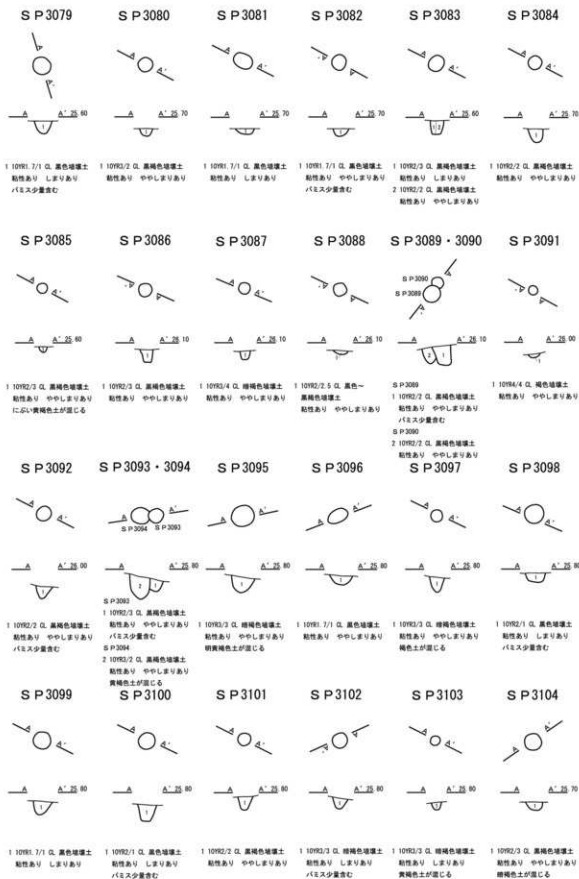 SP3079
A
A'
A A' 25.60
1
1 10YR1.7/1 CL 黒色埴壌土
粘性あり しまりあり
パミス少量含む
SP3080
A
A'
A A' 25.70
1
1 10YR3/2 CL 黒褐色埴壌土
粘性あり ややしまりあり
SP3081
A
A'
A A' 25.70
1
1 10YR1.7/1 CL 黒色埴壌土
粘性あり しまりあり
SP3082
A'
A
A A' 25.70
1
1 10YR1.7/1 CL 黒色埴壌土
粘性あり ややしまりあり
パミス少量含む
SP3083
A
A'
A A' 25.70
1 2
1 10YR2/3 CL 黒褐色埴壌土
粘性あり しまりあり
2 10YR2/2 CL 黒褐色埴壌土
粘性あり ややしまりあり
SP3084
A
A'
A A' 25.70
1
1 10YR2/2 CL 黒褐色埴壌土
粘性あり ややしまりあり
SP3085
A
A'
A A' 25.60
1
1 10YR2/3 CL 黒褐色埴壌土
粘性あり ややしまりあり
にぶい黄褐色土が混じる
SP3086
A'
A
A A' 26.10
1
1 10YR2/3 CL 黒褐色埴壌土
粘性あり ややしまりあり
SP3087
A
A'
A A' 26.10
1
1 10YR3/4 CL 暗褐色埴壌土
粘性あり ややしまりあり
SP3088
A'
A
A A' 26.10
1
1 10YR2/2.5 CL 黒色～
黒褐色埴壌土
粘性あり ややしまりあり
SP3089・3090
SP3090
SP3089
A
A A' 26.10
2 1
SP3089
1 10YR2/2 CL 黒褐色埴壌土
粘性あり ややしまりあり
パミス少量含む
SP3090
2 10YR2/2 CL 黒褐色埴壌土
粘性あり ややしまりあり
SP3091
A'
A
A A' 26.00
1
1 10YR4/4 CL 褐色埴壌土
粘性あり ややしまりあり
SP3092
A
A'
A A' 26.00
1
1 10YR2/2 CL 黒褐色埴壌土
粘性あり ややしまりあり
パミス少量含む
SP3093・3094
A
A'
SP3094 SP3093
A A' 25.80
2 1
SP3093
1 10YR2/3 CL 黒褐色埴壌土
粘性あり ややしまりあり
パミス少量含む
SP3094
2 10YR3/2 CL 黒褐色埴壌土
粘性あり ややしまりあり
黄褐色土が混じる
SP3095
A
A'
A A' 25.80
1
1 10YR3/3 CL 暗褐色埴壌土
粘性あり ややしまりあり
明黄褐色土が混じる
SP3096
A
A'
A A' 25.80
1
1 10YR1.7/1 CL 黒色埴壌土
粘性あり ややしまりあり
SP3097
A
A'
A A' 25.80
1
1 10YR3/3 CL 暗褐色埴壌土
粘性あり ややしまりあり
褐色土が混じる
SP3098
A
A'
A A' 25.80
1
1 10YR2/1 CL 黒色埴壌土
粘性あり しまりあり
パミス少量含む
SP3099
A
A'
A A' 25.80
1
1 10YR1.7/1 CL 黒色埴壌土
粘性あり しまりあり
SP3100
A
A'
A A' 25.80
1
1 10YR2/1 CL 黒色埴壌土
粘性あり しまりあり
パミス少量含む
SP3101
A
A'
A A' 25.80
1
1 10YR2/2 CL 黒褐色埴壌土
粘性あり ややしまりあり
SP3102
A'
A
A A' 25.80
1
1 10YR3/3 CL 暗褐色埴壌土
粘性あり ややしまりあり
パミス少量含む
SP3103
A
A'
A A' 25.80
1
1 10YR3/3 CL 暗褐色埴壌土
粘性あり しまりあり
黄褐色土が混じる
SP3104
A
A'
A A' 25.70
1
1 10YR2/3 CL 黒褐色埴壌土
粘性あり ややしまりあり
暗褐色土が混じる